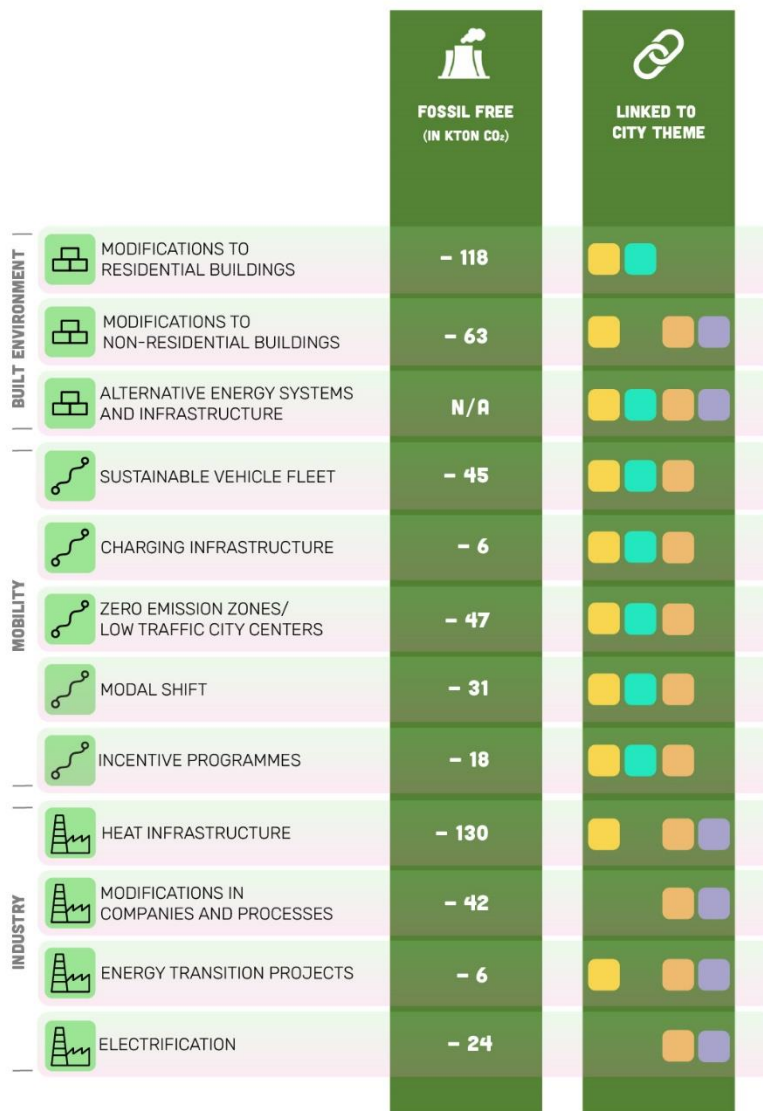 FOSSIL FREE
(IN KTON CO₂)
LINKED TO
CITY THEME
BUILT ENVIRONMENT
MODIFICATIONS TO
RESIDENTIAL BUILDINGS
- 118
MODIFICATIONS TO
NON-RESIDENTIAL BUILDINGS
- 63
ALTERNATIVE ENERGY SYSTEMS
AND INFRASTRUCTURE
N/A
MOBILITY
SUSTAINABLE VEHICLE FLEET
- 45
CHARGING INFRASTRUCTURE
- 6
ZERO EMISSION ZONES/
LOW TRAFFIC CITY CENTERS
- 47
MODAL SHIFT
- 31
INCENTIVE PROGRAMMES
- 18
INDUSTRY
HEAT INFRASTRUCTURE
- 130
MODIFICATIONS IN
COMPANIES AND PROCESSES
- 42
ENERGY TRANSITION PROJECTS
- 6
ELECTRIFICATION
- 24